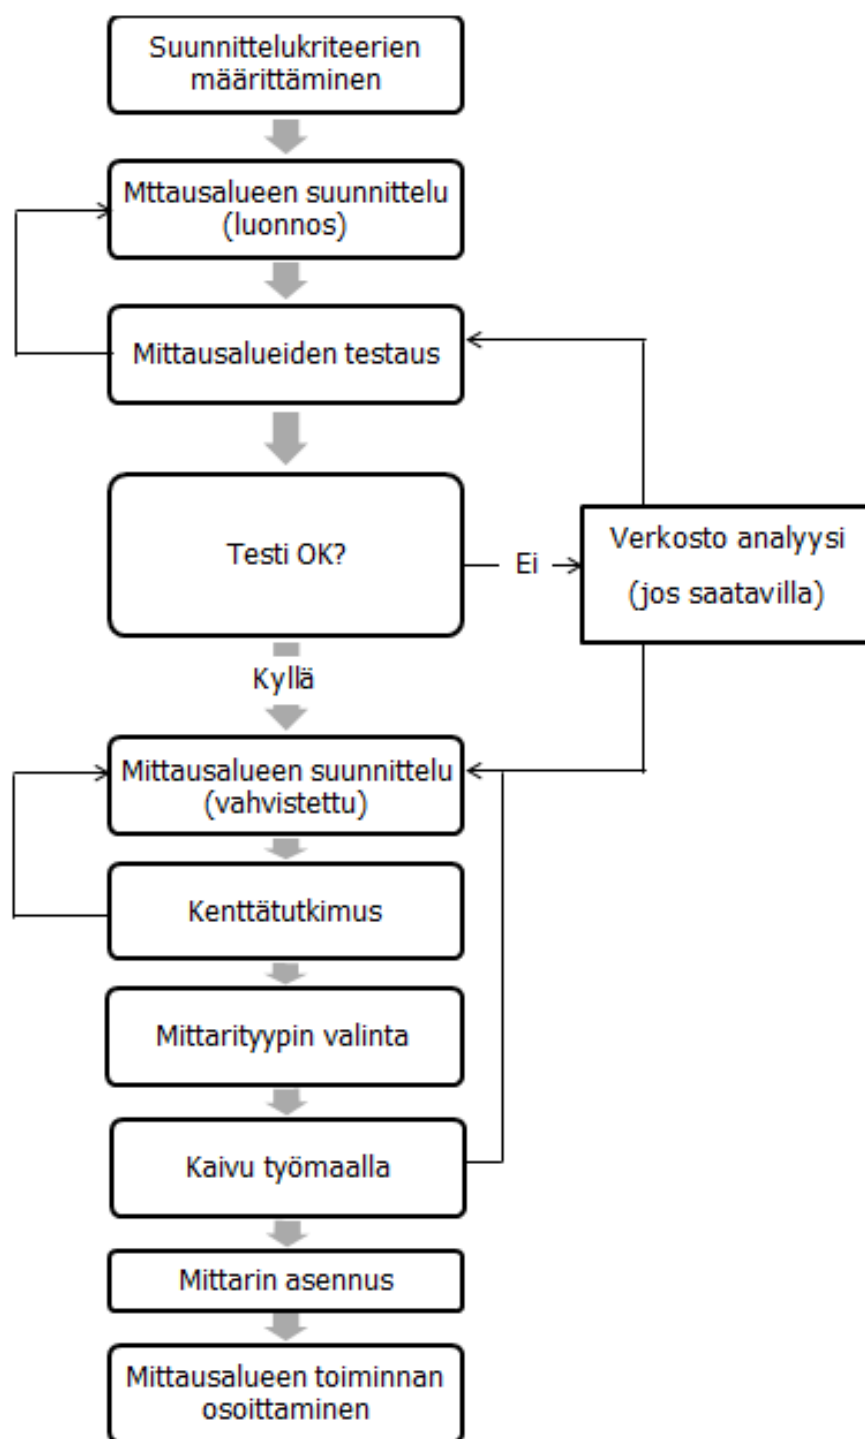 Suunnittelukriteerien
määrittäminen
Mttausalueen suunnittelu
(luonnos)
Mittausalueiden testaus
Testi OK?
Ei
Verkosto analyysi
(jos saatavilla)
Kyllä
Mittausalueen suunnittelu
(vahvistettu)
Kenttätutkimus
Mittarityypin valinta
Kaivu työmaalla
Mittarin asennus
Mittausalueen toiminnan
osoittaminen